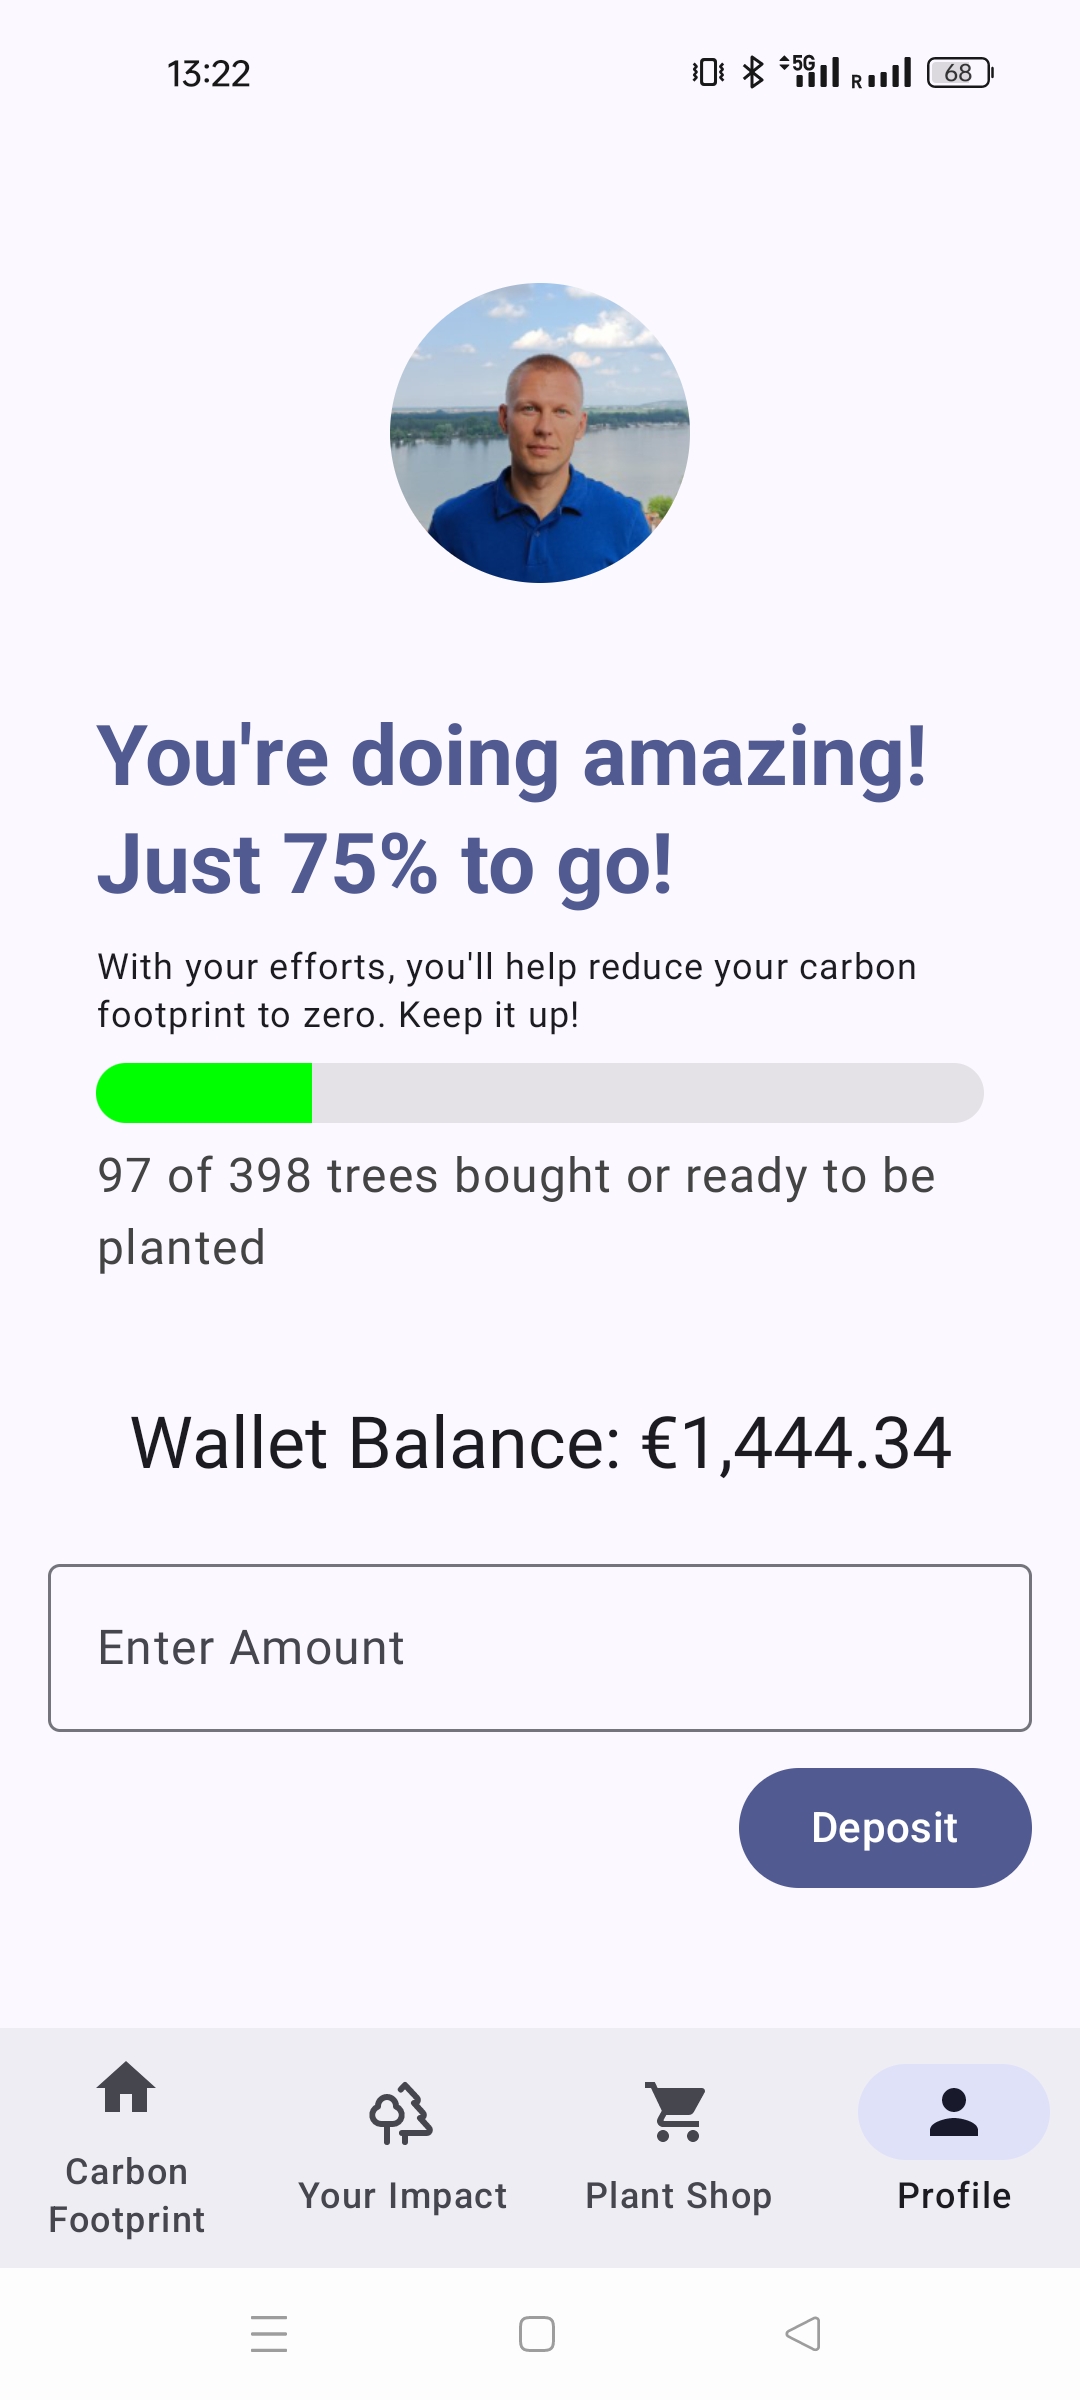 13:22
5G
R
68
You're doing amazing!
Just 75% to go!
With your efforts, you'll help reduce your carbon
footprint to zero. Keep it up!
97 of 398 trees bought or ready to be
planted
Wallet Balance: €1,444.34
Enter Amount
Deposit
Carbon
Footprint
Your Impact
Plant Shop
Profile